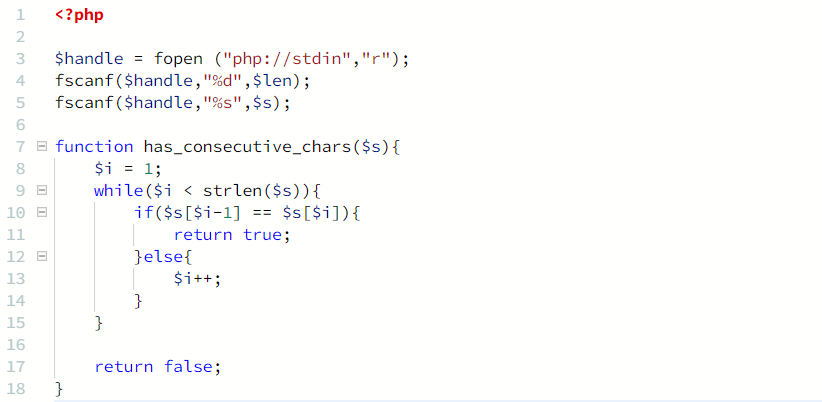 1 <?php
2
3 $handle = fopen ("php://stdin","r");
4 fscanf($handle,"%d",$len);
5 fscanf($handle,"%s",$s);
6
7 function has_consecutive_chars($s){
8     $i = 1;
9     while($i < strlen($s)){
10         if($s[$i-1] == $s[$i]){
11             return true;
12         }else{
13             $i++;
14         }
15     }
16
17     return false;
18 }